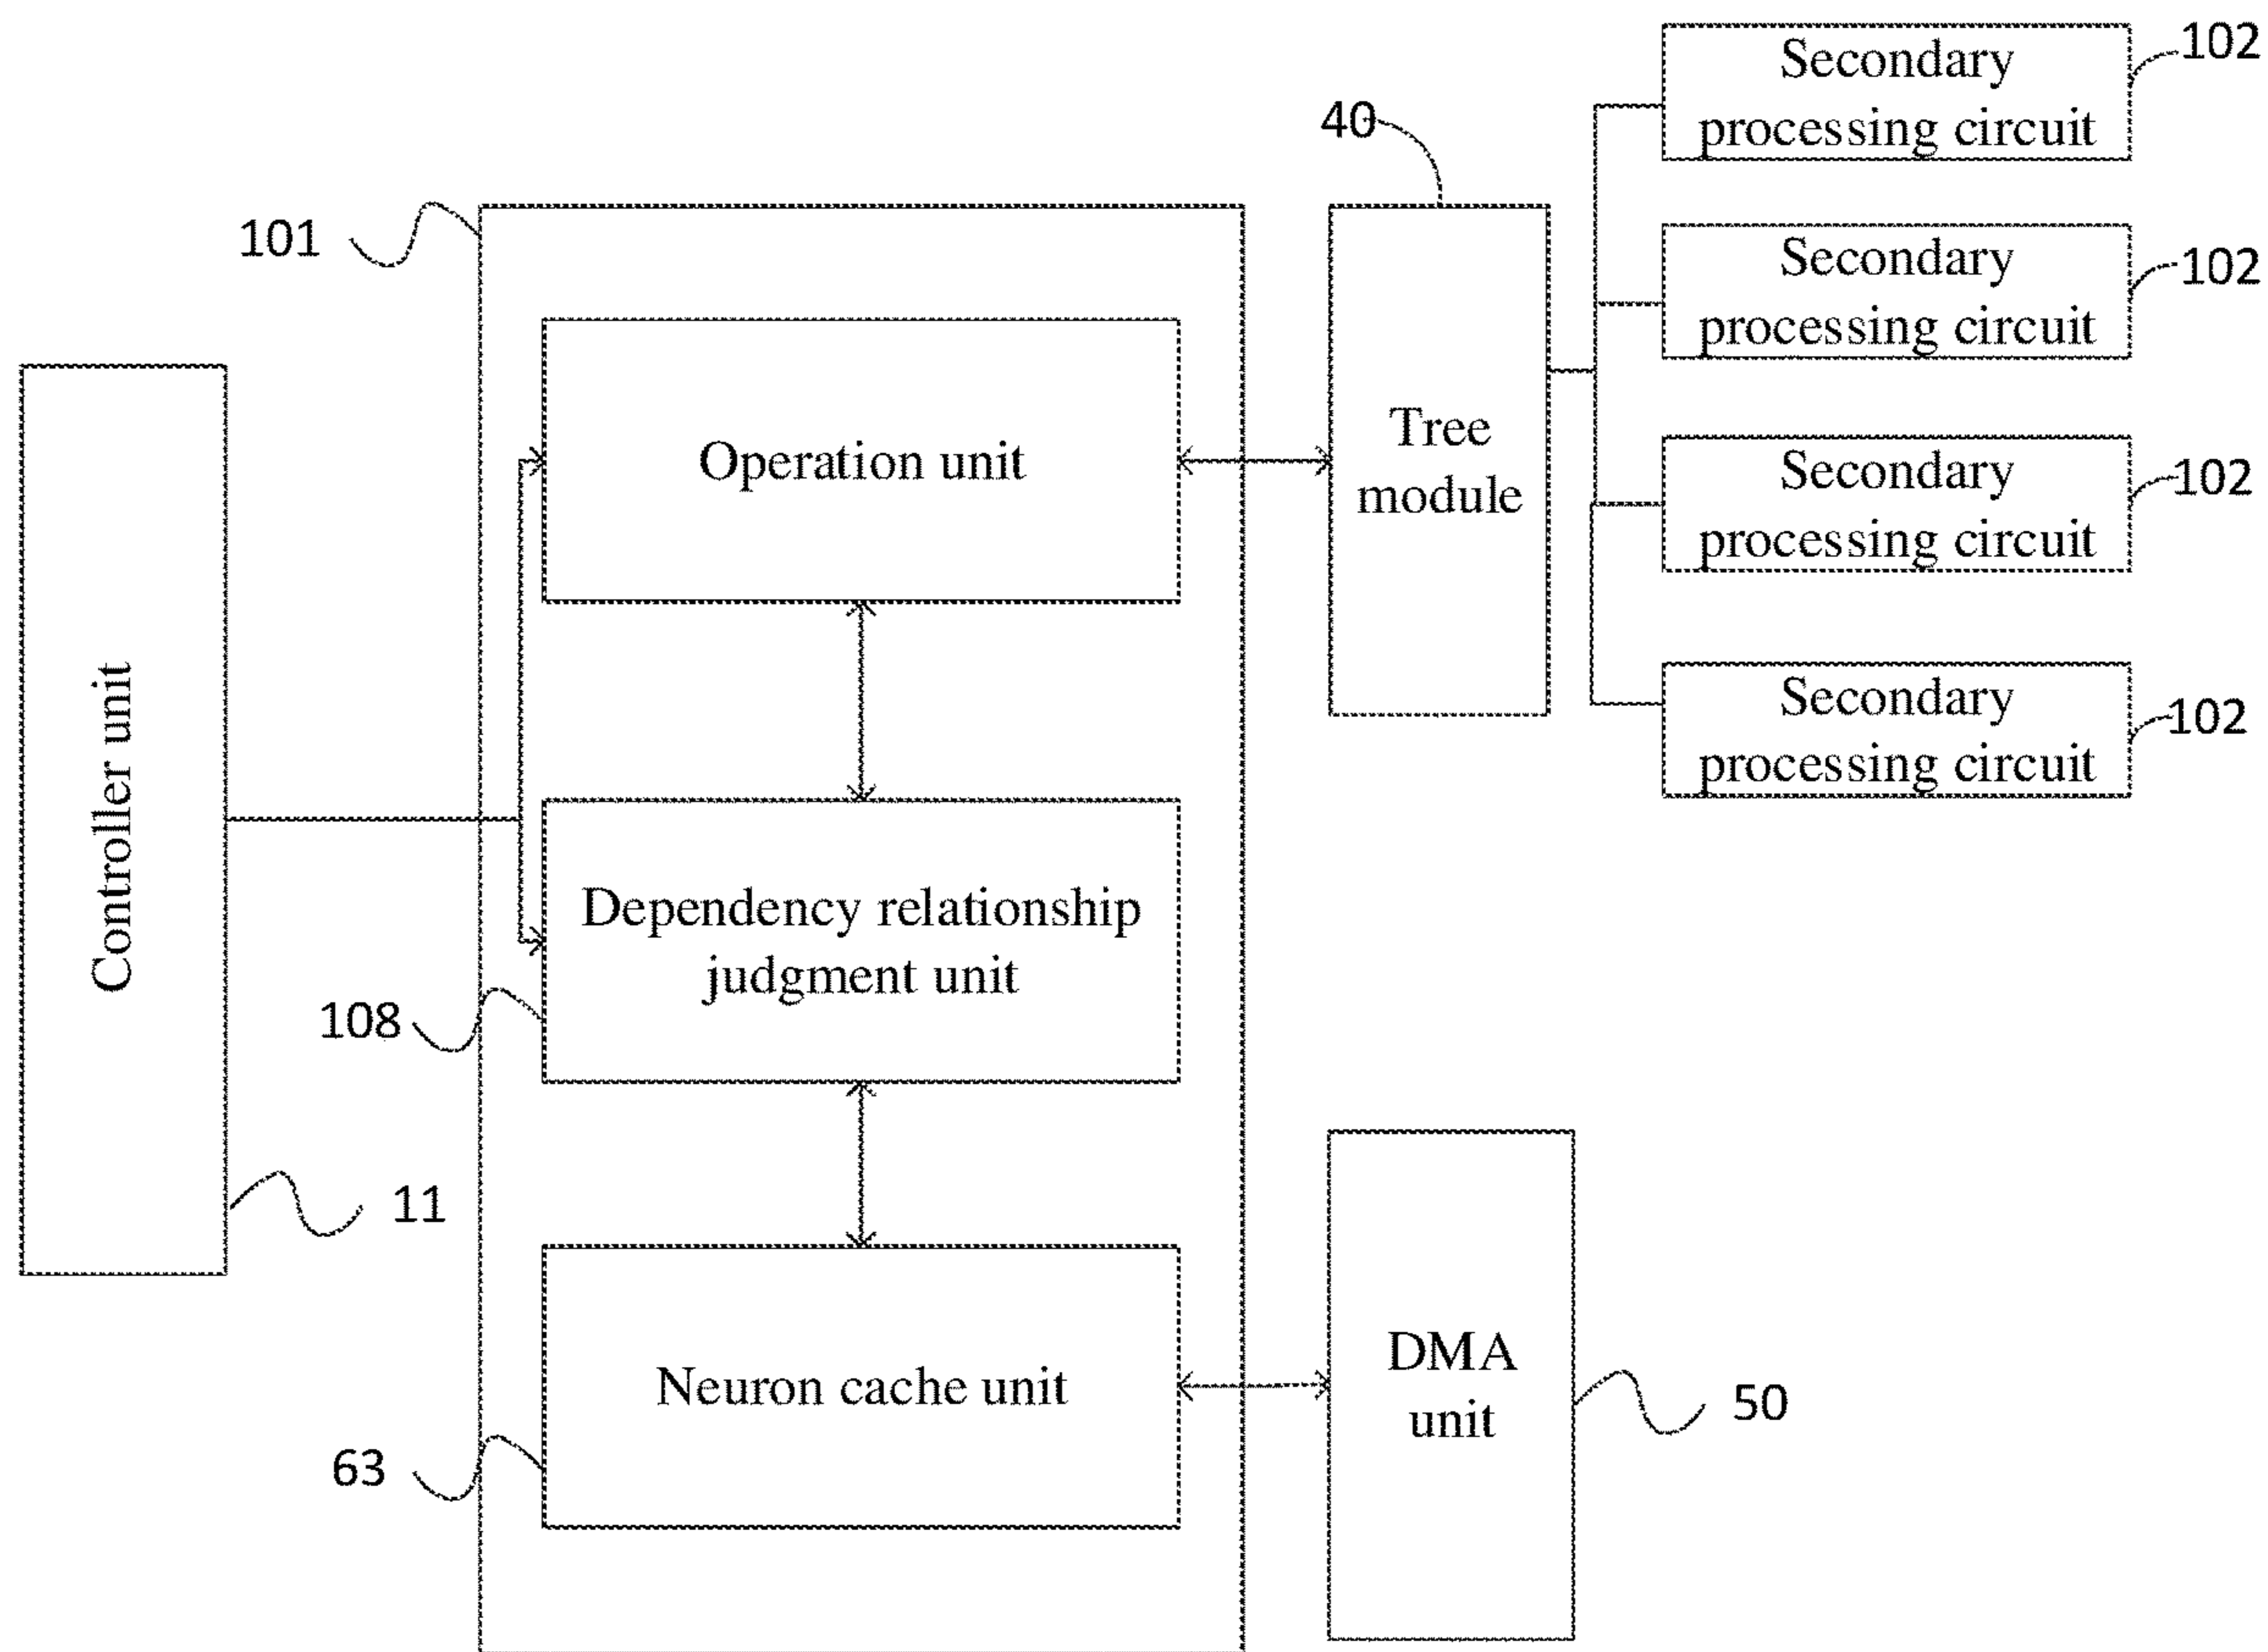 Secondary
processing circuit
102
40
Secondary
processing circuit
102
101
Operation unit
Tree
module
Secondary
processing circuit
102
Controller unit
Secondary
processing circuit
102
Dependency relationship
judgment unit
108
11
DMA
unit
50
Neuron cache unit
63